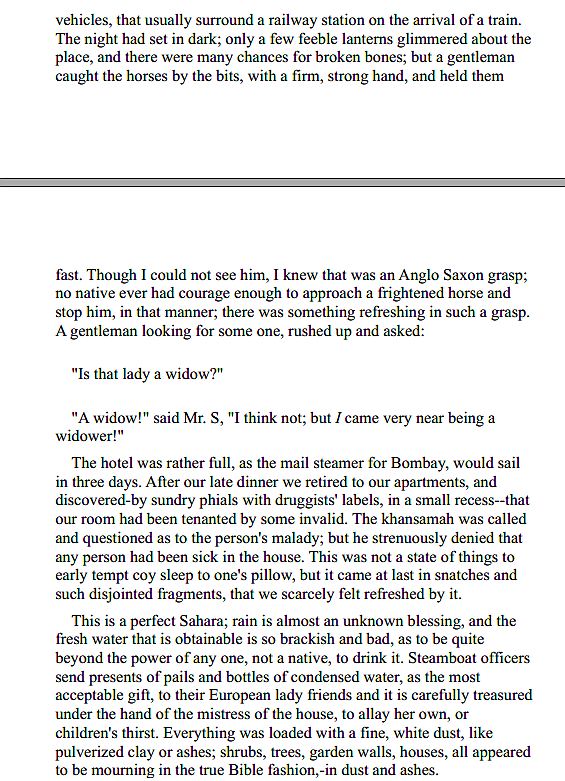 vehicles, that usually surround a railway station on the arrival of a train.
The night had set in dark; only a few feeble lanterns glimmered about the
place, and there were many chances for broken bones; but a gentleman
caught the horses by the bits, with a firm, strong hand, and held them
fast. Though I could not see him, I knew that was an Anglo Saxon grasp;
no native ever had courage enough to approach a frightened horse and
stop him, in that manner; there was something refreshing in such a grasp.
A gentleman looking for some one, rushed up and asked:
"Is that lady a widow?"
"A widow!" said Mr. S, "I think not; but I came very near being a
widower!"
The hotel was rather full, as the mail steamer for Bombay, would sail
in three days. After our late dinner we retired to our apartments, and
discovered-by sundry phials with druggists' labels, in a small recess--that
our room had been tenanted by some invalid. The khansamah was called
and questioned as to the person's malady; but he strenuously denied that
any person had been sick in the house. This was not a state of things to
early tempt coy sleep to one's pillow, but it came at last in snatches and
such disjointed fragments, that we scarcely felt refreshed by it.
This is a perfect Sahara; rain is almost an unknown blessing, and the
fresh water that is obtainable is so brackish and bad, as to be quite
beyond the power of any one, not a native, to drink it. Steamboat officers
send presents of pails and bottles of condensed water, as the most
acceptable gift, to their European lady friends and it is carefully treasured
under the hand of the mistress of the house, to allay her own, or
children's thirst. Everything was loaded with a fine, white dust, like
pulverized clay or ashes; shrubs, trees, garden walls, houses, all appeared
to be mourning in the true Bible fashion,-in dust and ashes.